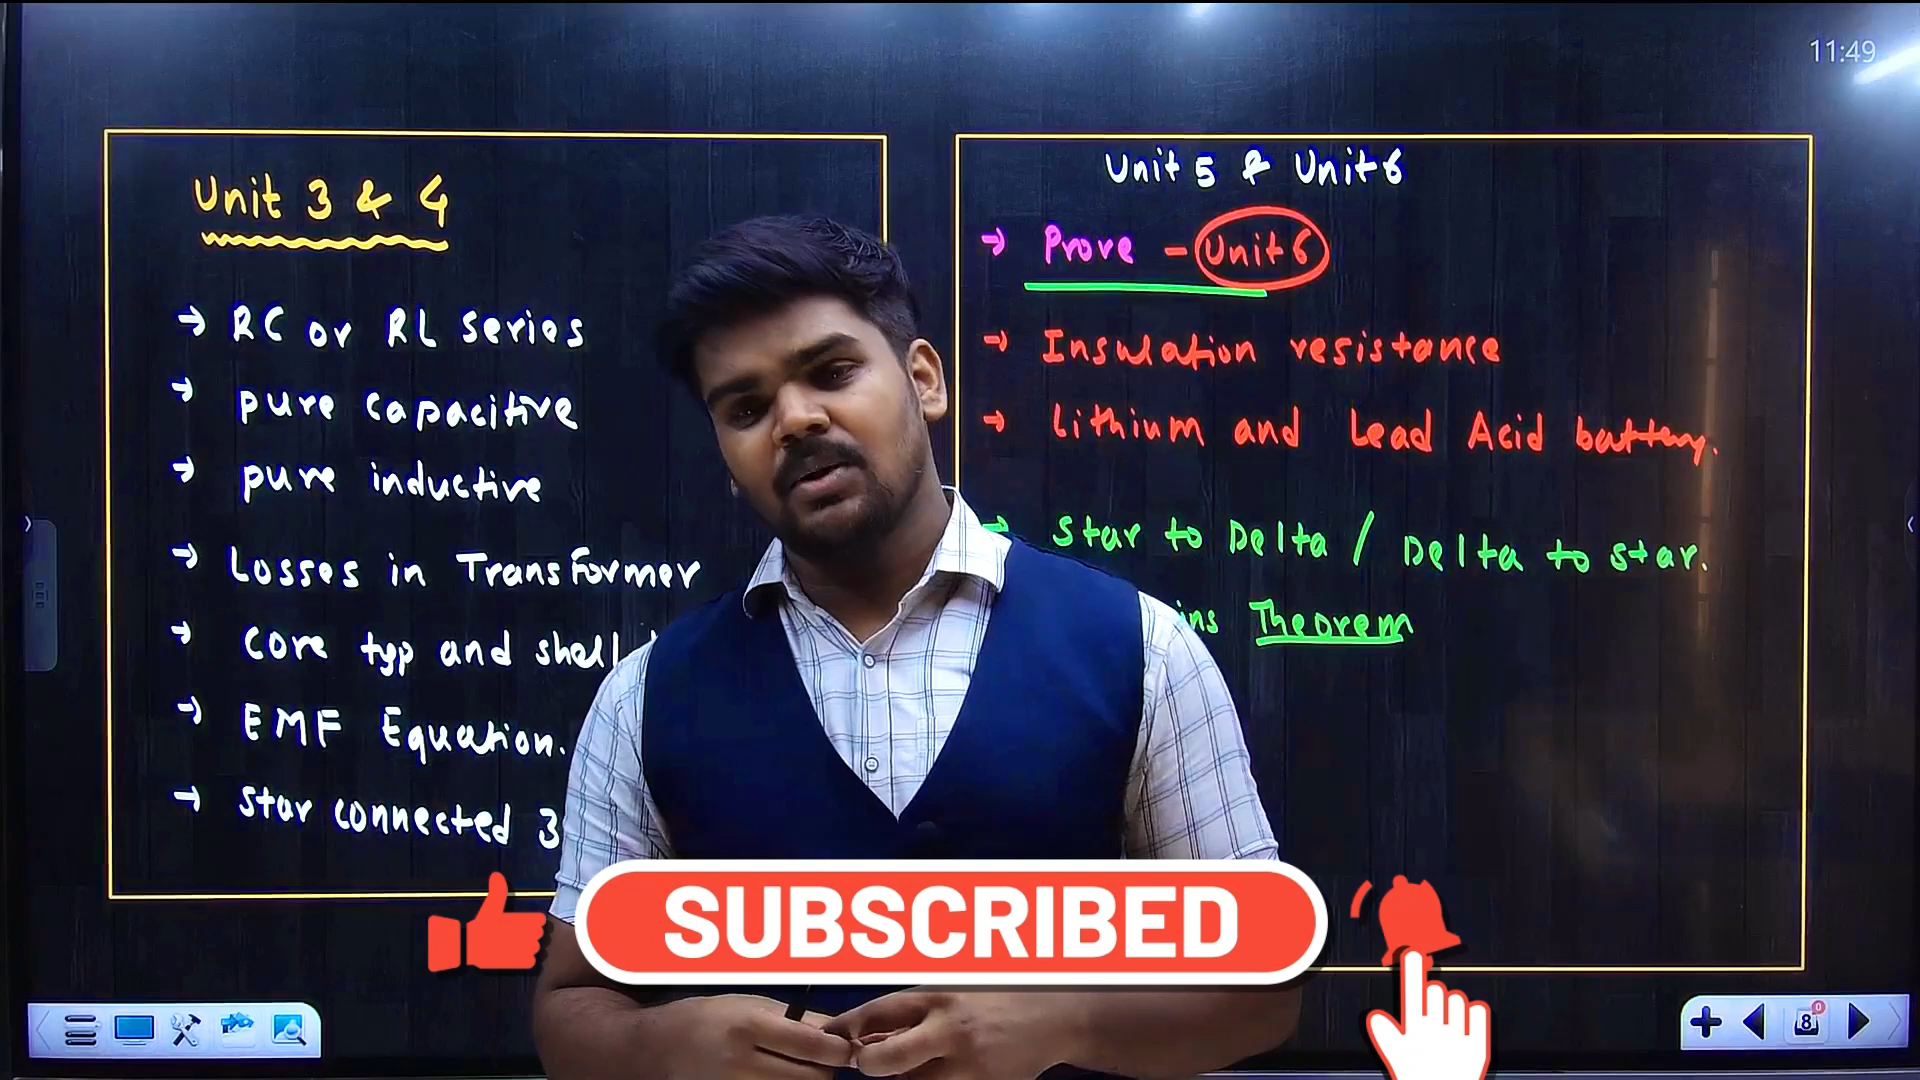 11:49
Unit 3 & 4
→ RC or RL series
→ pure capacitive
→ pure inductive
→ Losses in Transformer
→ core typ and shell
→ EMF Equation.
→ star connected 3
Unit 5 & Unit 6
→ Prove - Unit 6
→ Insulation resistance
→ Lithium and Lead Acid battery.
→ Star to Delta / Delta to star.
Theorem
SUBSCRIBED
8
0